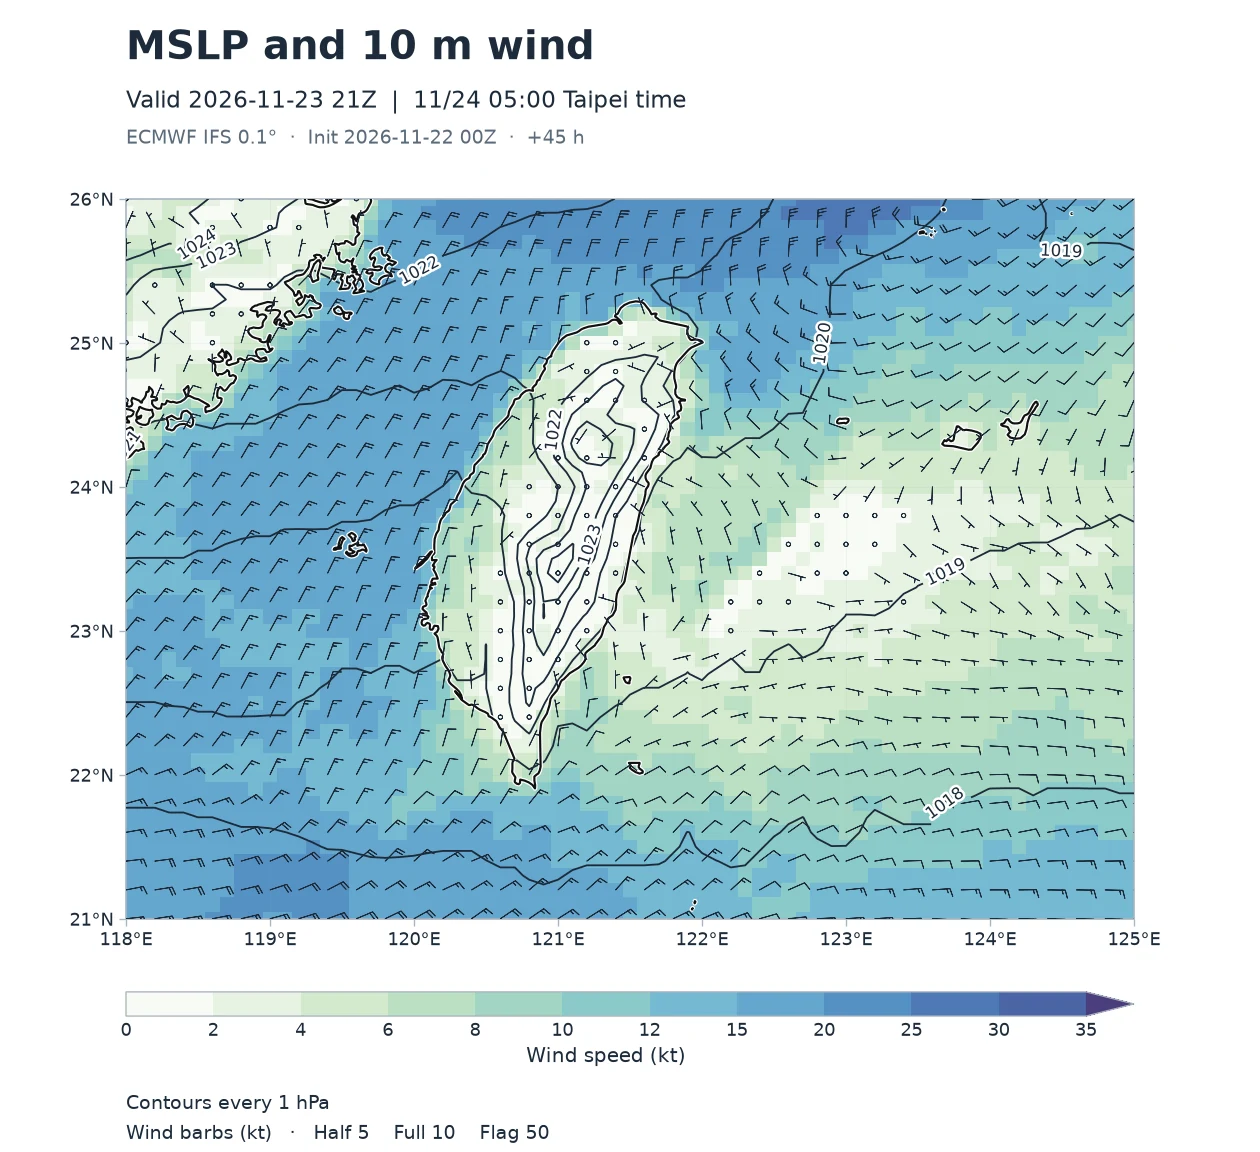 MSLP and 10 m wind
Valid 2026-11-23 21Z | 11/24 05:00 Taipei time
ECMWF IFS 0.1° · Init 2026-11-22 00Z · +45 h
26°N
25°N
24°N
23°N
22°N
21°N
1024
1023
1022
1019
1020
1022
1023
1019
1018
118°E 119°E 120°E 121°E 122°E 123°E 124°E 125°E
0 2 4 6 8 10 12 15 20 25 30 35
Wind speed (kt)
Contours every 1 hPa
Wind barbs (kt) · Half 5 Full 10 Flag 50